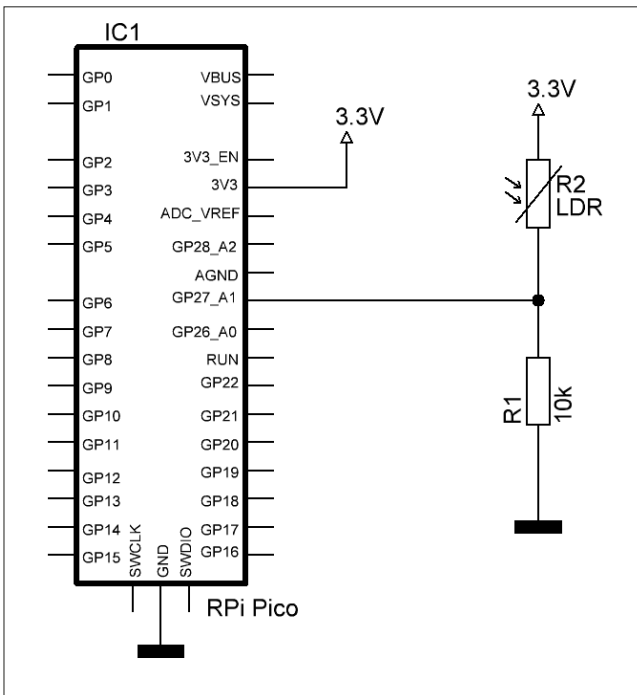 IC1
GP0
GP1
GP2
GP3
GP4
GP5
GP6
GP7
GP8
GP9
GP10
GP11
GP12
GP13
GP14
GP15
VBUS
VSYS
3V3_EN
3V3
ADC_VREF
GP28_A2
AGND
GP27_A1
GP26_A0
RUN
GP22
GP21
GP20
GP19
GP18
GP17
GP16
SWCLK
GND
SWDIO
RPi Pico
3.3V
3.3V
R2
LDR
R1
10k